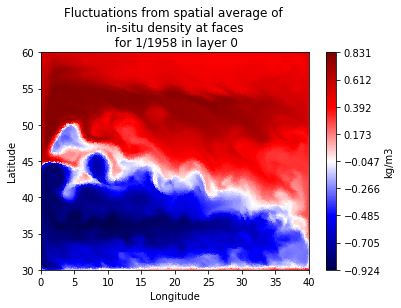 Fluctuations from spatial average of
in-situ density at faces
for 1/1958 in layer 0
60
55
50
45
40
35
30
Latitude
0 5 10 15 20 25 30 35 40
Longitude
0.831
0.612
0.392
0.173
−0.047
−0.266
−0.485
−0.705
−0.924
kg/m3